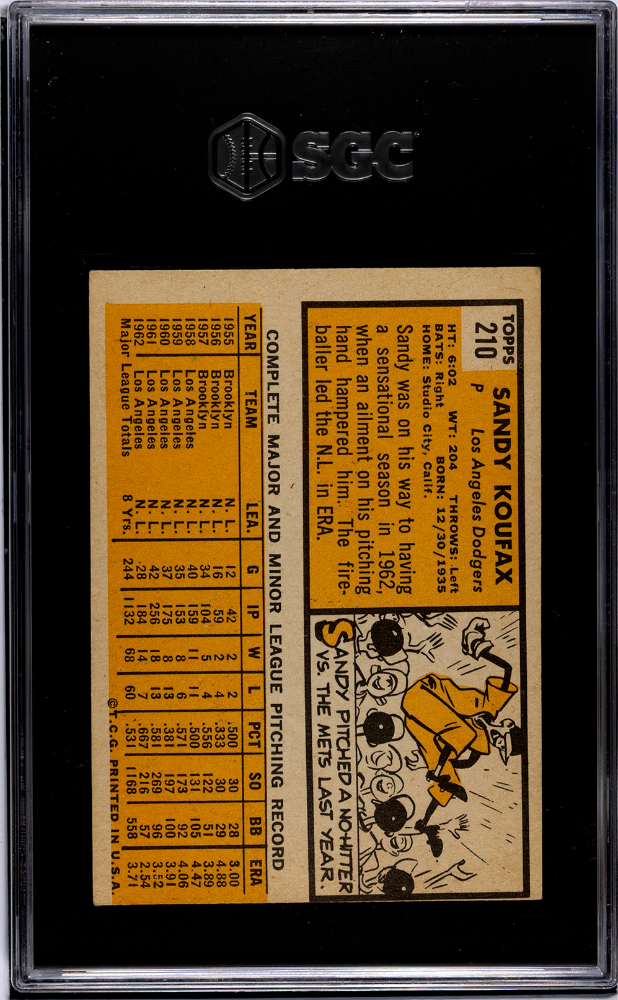 SGC
TOPPS
210
SANDY KOUFAX
P Los Angeles Dodgers
HT: 6:02 WT: 204 THROWS: Left
BATS: Right BORN: 12/30/1935
HOME: Studio City, Calif.
Sandy was on his way to having
a sensational season in 1962,
when an ailment on his pitching
hand hampered him. The fire-
baller led the N.L. in ERA.
SANDY PITCHED A NO-HITTER
VS. THE METS LAST YEAR.
COMPLETE MAJOR AND MINOR LEAGUE PITCHING RECORD
YEAR TEAM LEA. G IP W L PCT SO BB ERA
1955 Brooklyn N. L. 12 42 2 2 .500 30 28 3.00
1956 Brooklyn N. L. 16 59 2 4 .333 30 29 4.88
1957 Brooklyn N. L. 34 104 5 4 .556 122 51 3.89
1958 Los Angeles N. L. 40 159 11 11 .500 131 105 4.47
1959 Los Angeles N. L. 35 153 8 6 .571 173 92 4.06
1960 Los Angeles N. L. 37 175 8 13 .381 197 100 3.91
1961 Los Angeles N. L. 42 256 18 13 .581 269 96 3.52
1962 Los Angeles N. L. 28 184 14 7 .667 216 57 2.54
Major League Totals 8 Yrs. 244 1132 68 60 .531 1168 558 3.71
©T.C.G. PRINTED IN U.S.A.